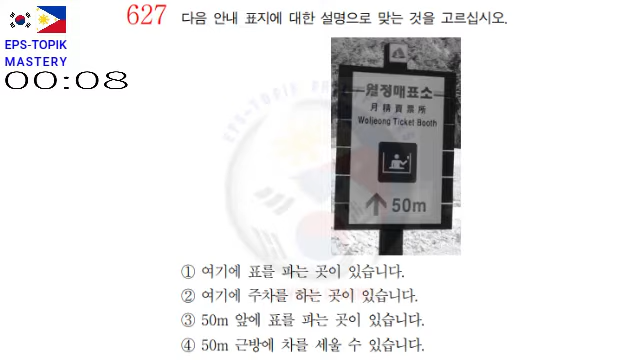 627 다음 안내 표지에 대한 설명으로 맞는 것을 고르십시오.
EPS-TOPIK
MASTERY
00:08
월정매표소
月精賣票所
Woljeong Ticket Booth
↑ 50m
① 여기에 표를 파는 곳이 있습니다.
② 여기에 주차를 하는 곳이 있습니다.
③ 50m 앞에 표를 파는 곳이 있습니다.
④ 50m 근방에 차를 세울 수 있습니다.